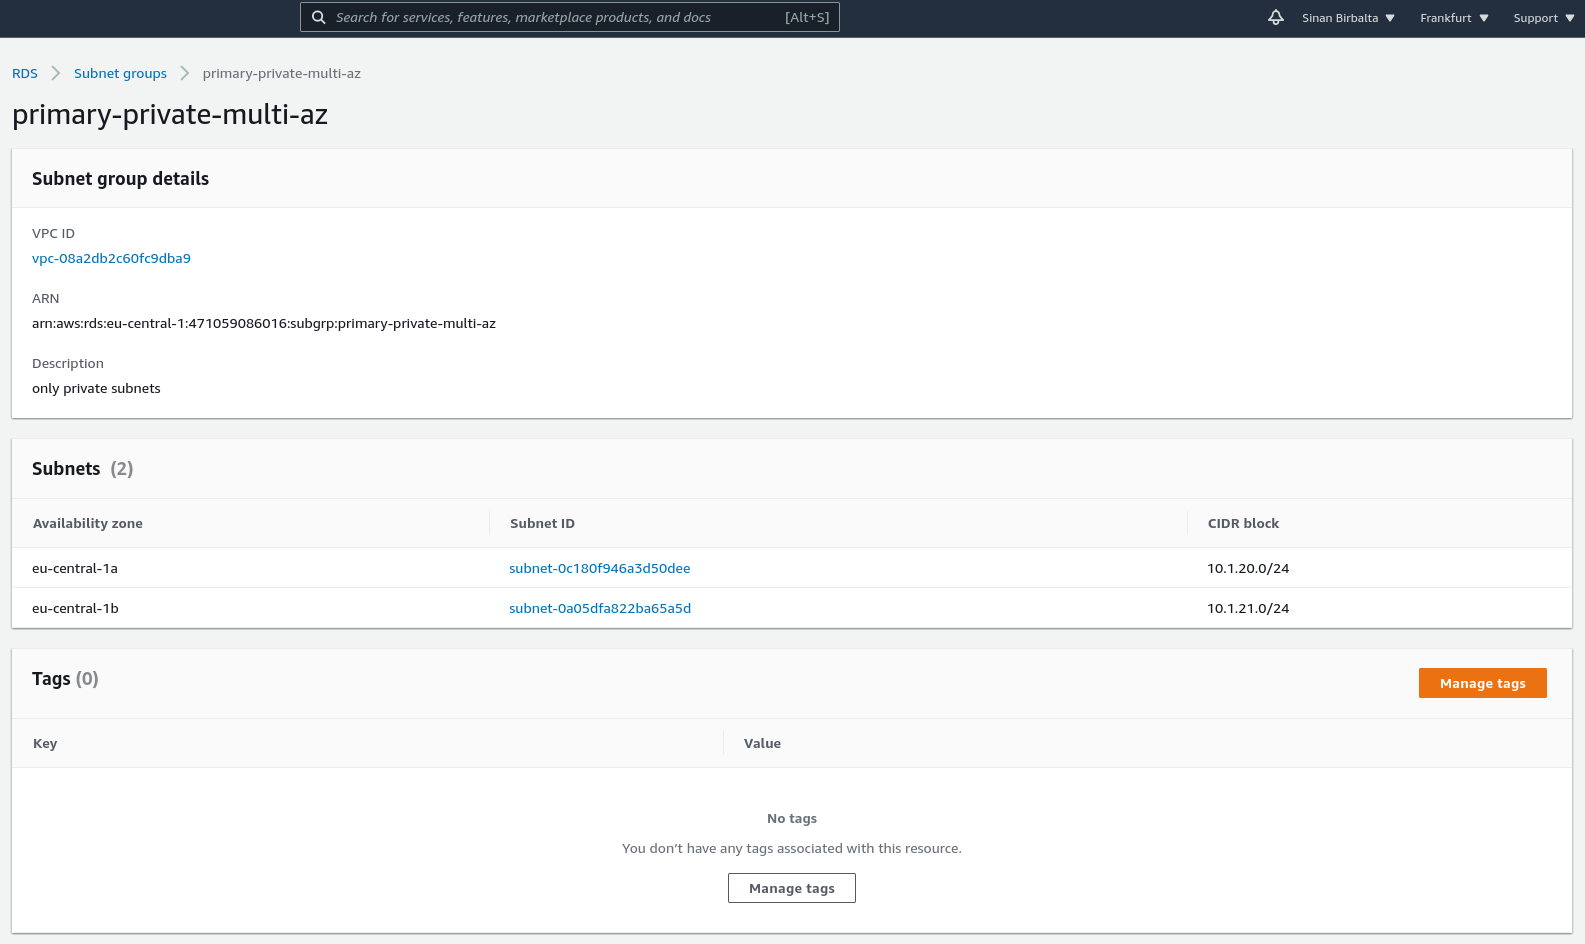 Search for services, features, marketplace products, and docs [Alt+S] Sinan Birbalta Frankfurt Support
RDS Subnet groups primary-private-multi-az
primary-private-multi-az
Subnet group details
VPC ID
vpc-08a2db2c60fc9dba9
ARN
arn:aws:rds:eu-central-1:471059086016:subgrp:primary-private-multi-az
Description
only private subnets
Subnets (2)
Availability zone Subnet ID CIDR block
eu-central-1a subnet-0c180f946a3d50dee 10.1.20.0/24
eu-central-1b subnet-0a05dfa822ba65a5d 10.1.21.0/24
Tags (0) Manage tags
Key Value
No tags
You don’t have any tags associated with this resource.
Manage tags